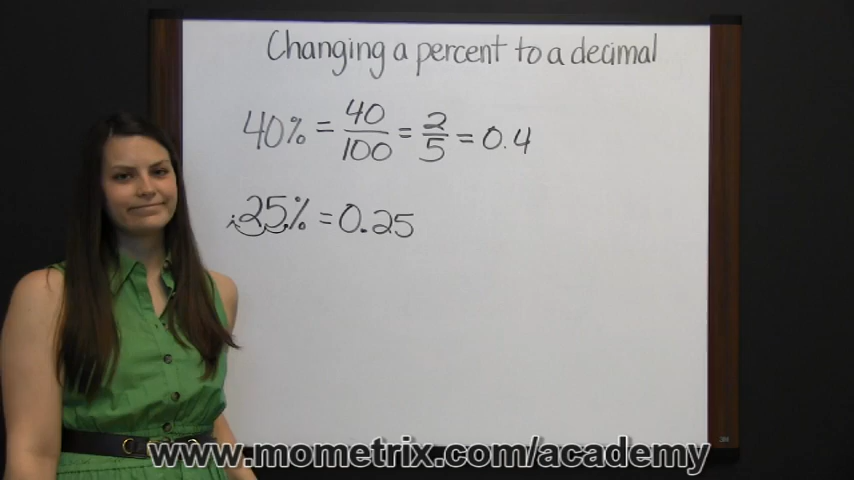 Changing a percent to a decimal
40% = 40/100 = 2/5 = 0.4
.25.% = 0.25
www.mometrix.com/academy